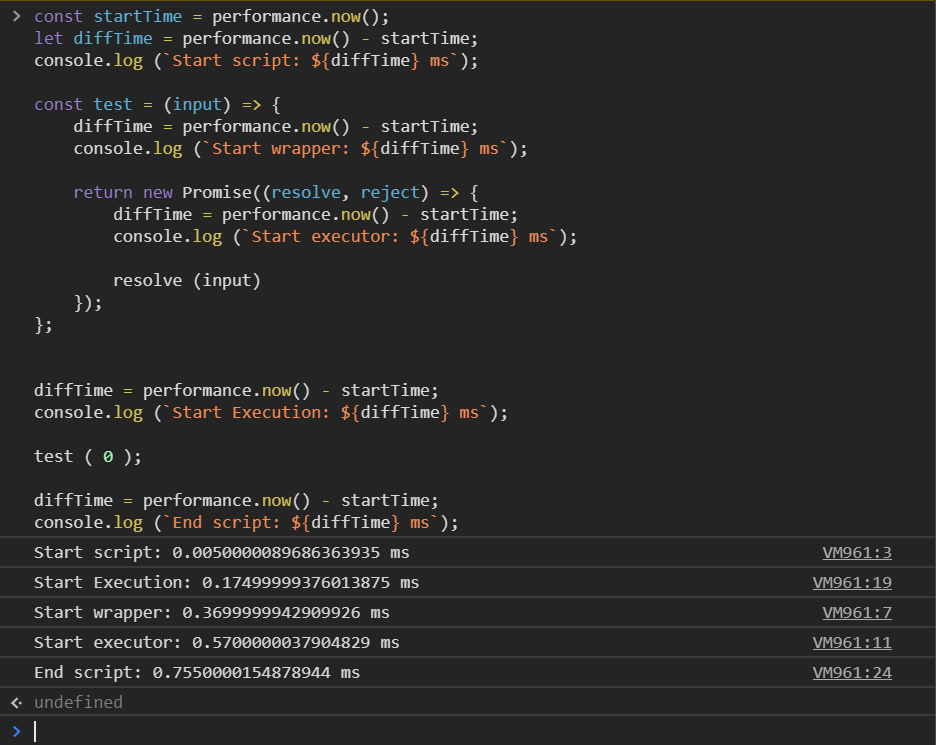 > const startTime = performance.now();
let diffTime = performance.now() - startTime;
console.log (`Start script: ${diffTime} ms`);

const test = (input) => {
    diffTime = performance.now() - startTime;
    console.log (`Start wrapper: ${diffTime} ms`);

    return new Promise((resolve, reject) => {
        diffTime = performance.now() - startTime;
        console.log (`Start executor: ${diffTime} ms`);

        resolve (input)
    });
};

diffTime = performance.now() - startTime;
console.log (`Start Execution: ${diffTime} ms`);

test ( 0 );

diffTime = performance.now() - startTime;
console.log (`End script: ${diffTime} ms`);
Start script: 0.0050000089686363935 ms VM961:3
Start Execution: 0.17499999376013875 ms VM961:19
Start wrapper: 0.3699999942909926 ms VM961:7
Start executor: 0.5700000037904829 ms VM961:11
End script: 0.7550000154878944 ms VM961:24
undefined
>